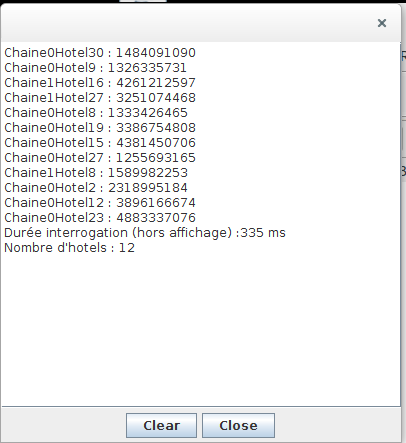 Chaine0Hotel30 : 1484091090
Chaine0Hotel9 : 1326335731
Chaine1Hotel16 : 4261212597
Chaine1Hotel27 : 3251074468
Chaine0Hotel8 : 1333426465
Chaine0Hotel19 : 3386754808
Chaine0Hotel15 : 4381450706
Chaine0Hotel27 : 1255693165
Chaine1Hotel8 : 1589982253
Chaine0Hotel2 : 2318995184
Chaine0Hotel12 : 3896166674
Chaine0Hotel23 : 4883337076
Durée interrogation (hors affichage) :335 ms
Nombre d'hotels : 12
Clear Close